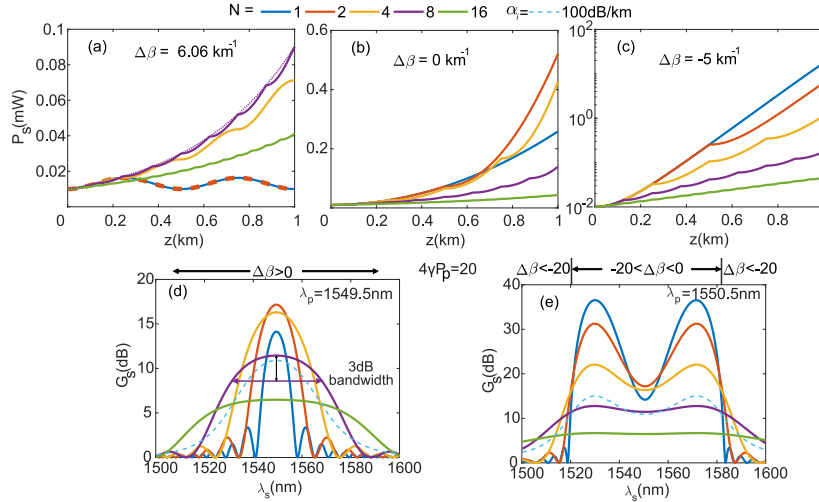 N = 1 2 4 8 16 αᵢ= 100dB/km
(a) Δβ = 6.06 km⁻¹
0.1
0.08
0.06
0.04
0.02
0
Pₛ(mW)
0 0.2 0.4 0.6 0.8 1
z(km)
(b) Δβ = 0 km⁻¹
0.6
0.4
0.2
0 0.2 0.4 0.6 0.8 1
z(km)
(c) Δβ = -5 km⁻¹
10²
10⁰
10⁻²
0 0.4 0.8
z(km)
Δβ>0
4γPₚ=20
(d) λₚ=1549.5nm
20
15
10
5
0
Gₛ(dB)
3dB
bandwidth
1500 1520 1540 1560 1580 1600
λₛ(nm)
Δβ<-20 -20<Δβ<0 Δβ<-20
(e) λₚ=1550.5nm
40
30
20
10
0
Gₛ(dB)
1500 1520 1540 1560 1580 1600
λₛ(nm)